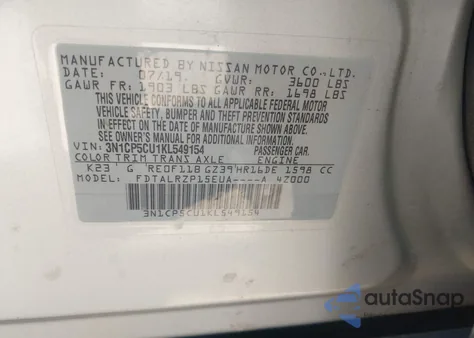 MANUFACTURED BY NISSAN MOTOR CO., LTD.
DATE: 07/19. GVWR: 3600 LBS
GAWR FR: 1903 LBS GAWR RR: 1698 LBS
THIS VEHICLE CONFORMS TO ALL APPLICABLE FEDERAL MOTOR
VEHICLE SAFETY, BUMPER AND THEFT PREVENTION STANDARDS
IN EFFECT ON THE DATE OF MANUFACTURE SHOWN ABOVE.
SEE OWNER'S MANUAL FOR ADDITIONAL INFORMATION.
VIN: 3N1CP5CU1KL549154 PASSENGER CAR.
COLOR TRIM TRANS AXLE ENGINE
K23 G RE0F11B GZ39 HR16DE 1598 CC
MODEL: FDTALRZP15EUA----A 4Z000
3N1CP5CU1KL549154
autoSnap